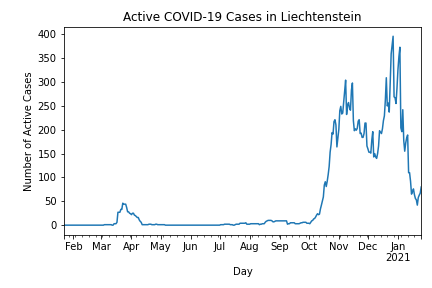 Active COVID-19 Cases in Liechtenstein
Number of Active Cases
400
350
300
250
200
150
100
50
0
Feb Mar Apr May Jun Jul Aug Sep Oct Nov Dec Jan
2021
Day